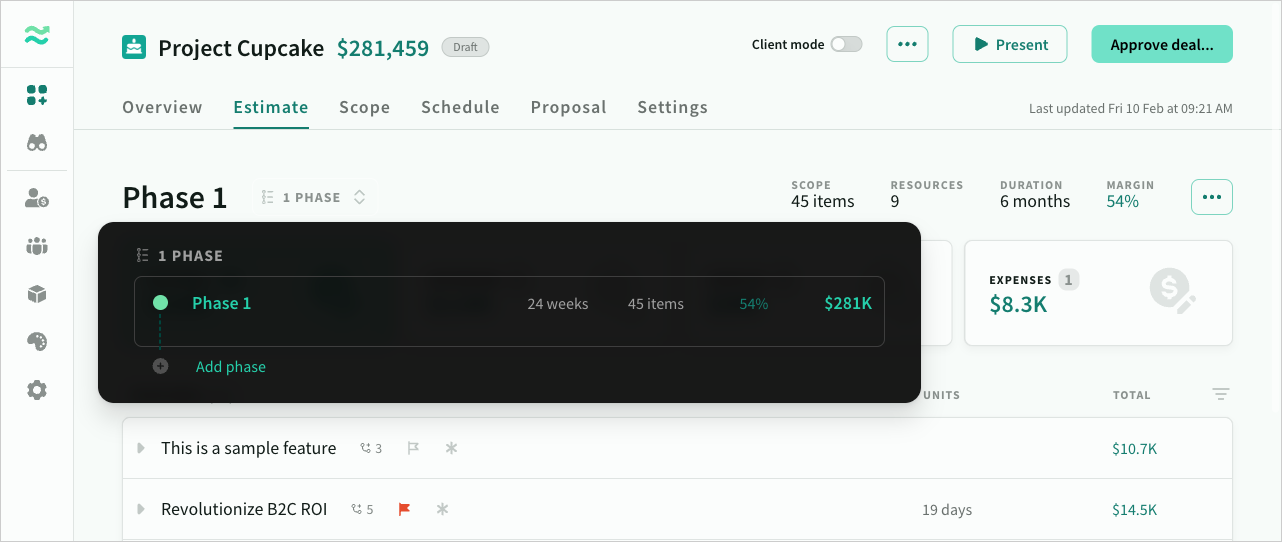 Project Cupcake $281,459 Draft
Client mode
Present
Approve deal...
Overview Estimate Scope Schedule Proposal Settings
Last updated Fri 10 Feb at 09:21 AM
Phase 1
1 PHASE
SCOPE
45 items
RESOURCES
9
DURATION
6 months
MARGIN
54%
1 PHASE
Phase 1 24 weeks 45 items 54% $281K
Add phase
EXPENSES 1
$8.3K
UNITS TOTAL
This is a sample feature 3 $10.7K
Revolutionize B2C ROI 5 19 days $14.5K